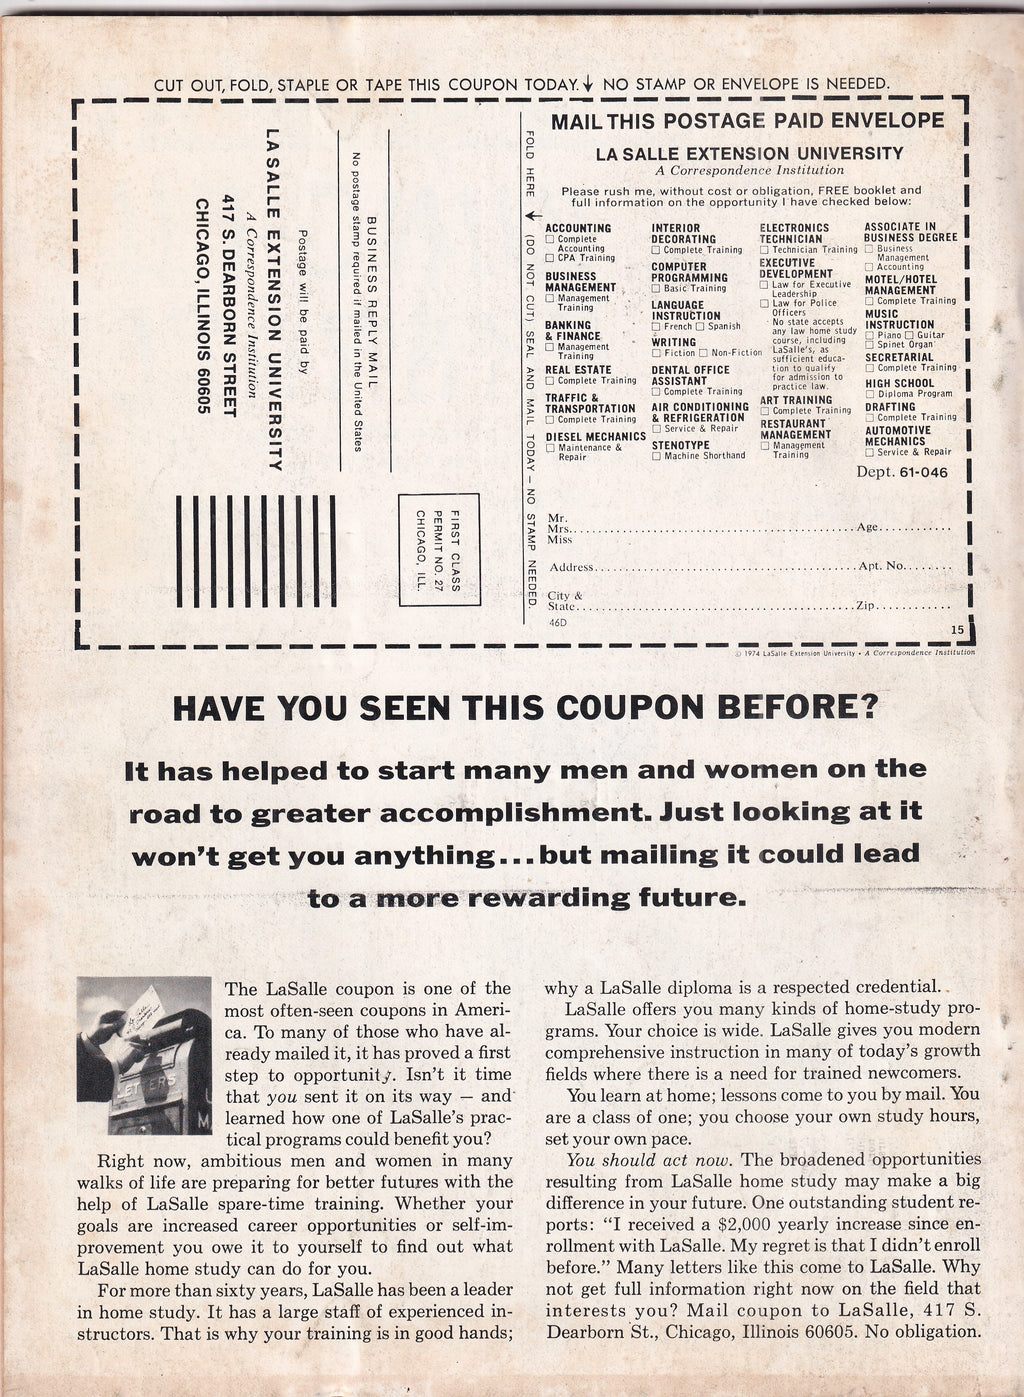 CUT OUT, FOLD, STAPLE OR TAPE THIS COUPON TODAY. ↓ NO STAMP OR ENVELOPE IS NEEDED.
FIRST CLASS
PERMIT NO. 27
CHICAGO, ILL.
BUSINESS REPLY MAIL
No postage stamp required if mailed in the United States
Postage will be paid by
LA SALLE EXTENSION UNIVERSITY
A Correspondence Institution
417 S. DEARBORN STREET
CHICAGO, ILLINOIS 60605
FOLD HERE ← (DO NOT CUT) SEAL AND MAIL TODAY — NO STAMP NEEDED.
MAIL THIS POSTAGE PAID ENVELOPE
LA SALLE EXTENSION UNIVERSITY
A Correspondence Institution
Please rush me, without cost or obligation, FREE booklet and
full information on the opportunity I have checked below:
ACCOUNTING
□ Complete
Accounting
□ CPA Training
BUSINESS
MANAGEMENT
□ Management
Training
BANKING
& FINANCE
□ Management
Training
REAL ESTATE
□ Complete Training
TRAFFIC &
TRANSPORTATION
□ Complete Training
DIESEL MECHANICS
□ Maintenance &
Repair
INTERIOR
DECORATING
□ Complete Training
COMPUTER
PROGRAMMING
□ Basic Training
LANGUAGE
INSTRUCTION
□ French □ Spanish
WRITING
□ Fiction □ Non-Fiction
DENTAL OFFICE
ASSISTANT
□ Complete Training
AIR CONDITIONING
& REFRIGERATION
□ Service & Repair
STENOTYPE
□ Machine Shorthand
ELECTRONICS
TECHNICIAN
□ Technician Training
EXECUTIVE
DEVELOPMENT
□ Law for Executive
Leadership
□ Law for Police
Officers
No state accepts
any law home study
course, including
LaSalle's, as
sufficient educa-
tion to qualify
for admission to
practice law.
ART TRAINING
□ Complete Training
RESTAURANT
MANAGEMENT
□ Management
Training
ASSOCIATE IN
BUSINESS DEGREE
□ Business
Management
□ Accounting
MOTEL/HOTEL
MANAGEMENT
□ Complete Training
MUSIC
INSTRUCTION
□ Piano □ Guitar
□ Spinet Organ
SECRETARIAL
□ Complete Training
HIGH SCHOOL
□ Diploma Program
DRAFTING
□ Complete Training
AUTOMOTIVE
MECHANICS
□ Service & Repair
Dept. 61-046
Mr.
Mrs. Age
Miss
Address Apt. No.
City &
State Zip
46D
15
© 1974 LaSalle Extension University • A Correspondence Institution
HAVE YOU SEEN THIS COUPON BEFORE?
It has helped to start many men and women on the
road to greater accomplishment. Just looking at it
won't get you anything...but mailing it could lead
to a more rewarding future.
LETTERS
The LaSalle coupon is one of the
most often-seen coupons in Ameri-
ca. To many of those who have al-
ready mailed it, it has proved a first
step to opportunity. Isn't it time
that you sent it on its way — and
learned how one of LaSalle's prac-
tical programs could benefit you?
Right now, ambitious men and women in many
walks of life are preparing for better futures with the
help of LaSalle spare-time training. Whether your
goals are increased career opportunities or self-im-
provement you owe it to yourself to find out what
LaSalle home study can do for you.
For more than sixty years, LaSalle has been a leader
in home study. It has a large staff of experienced in-
structors. That is why your training is in good hands;
why a LaSalle diploma is a respected credential.
LaSalle offers you many kinds of home-study pro-
grams. Your choice is wide. LaSalle gives you modern
comprehensive instruction in many of today's growth
fields where there is a need for trained newcomers.
You learn at home; lessons come to you by mail. You
are a class of one; you choose your own study hours,
set your own pace.
You should act now. The broadened opportunities
resulting from LaSalle home study may make a big
difference in your future. One outstanding student re-
ports: "I received a $2,000 yearly increase since en-
rollment with LaSalle. My regret is that I didn't enroll
before." Many letters like this come to LaSalle. Why
not get full information right now on the field that
interests you? Mail coupon to LaSalle, 417 S.
Dearborn St., Chicago, Illinois 60605. No obligation.